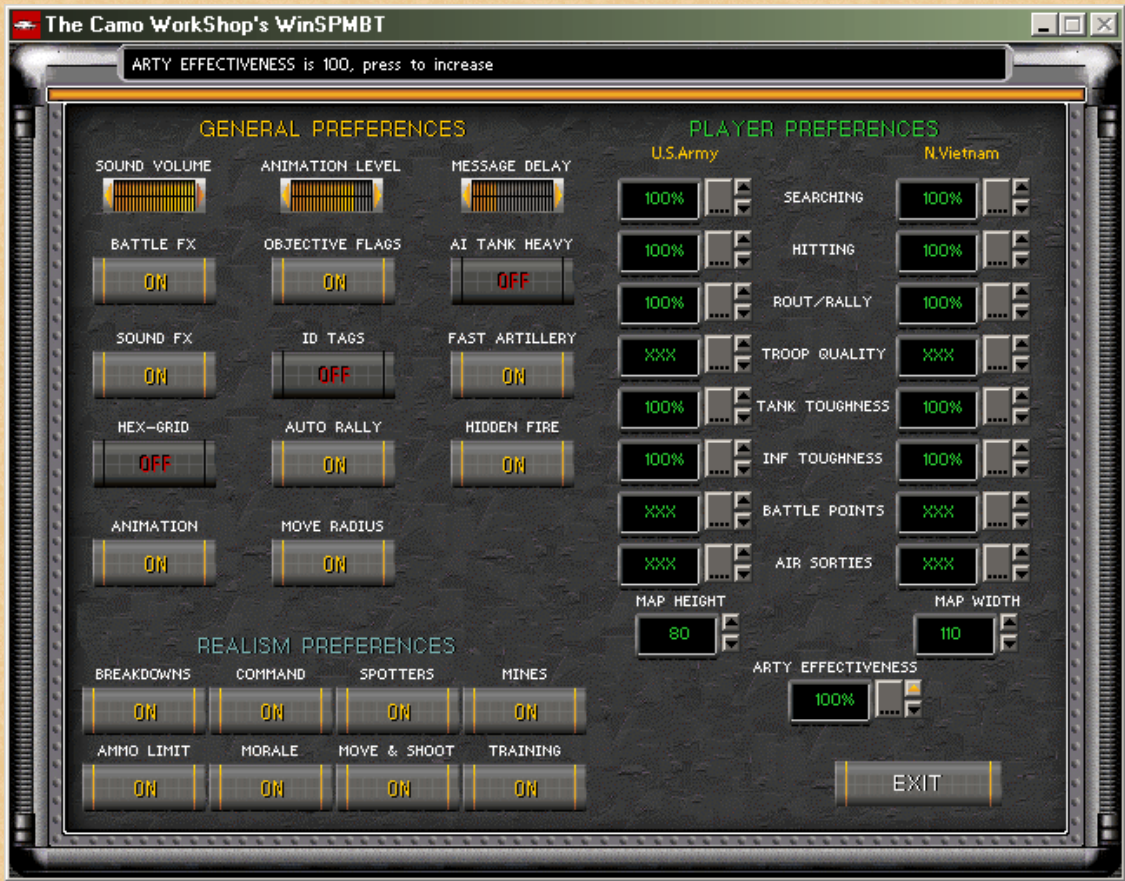 The Camo WorkShop's WinSPMBT
ARTY EFFECTIVENESS is 100, press to increase
GENERAL PREFERENCES
SOUND VOLUME ANIMATION LEVEL MESSAGE DELAY
BATTLE FX OBJECTIVE FLAGS AI TANK HEAVY
ON ON OFF
SOUND FX ID TAGS FAST ARTILLERY
ON OFF ON
HEX-GRID AUTO RALLY HIDDEN FIRE
OFF ON ON
ANIMATION MOVE RADIUS
ON ON
REALISM PREFERENCES
BREAKDOWNS COMMAND SPOTTERS MINES
ON ON ON ON
AMMO LIMIT MORALE MOVE & SHOOT TRAINING
ON ON ON ON
PLAYER PREFERENCES
U.S.Army N.Vietnam
100% SEARCHING 100%
100% HITTING 100%
100% ROUT/RALLY 100%
XXX TROOP QUALITY XXX
100% TANK TOUGHNESS 100%
100% INF TOUGHNESS 100%
XXX BATTLE POINTS XXX
XXX AIR SORTIES XXX
MAP HEIGHT MAP WIDTH
80 110
ARTY EFFECTIVENESS
100%
EXIT